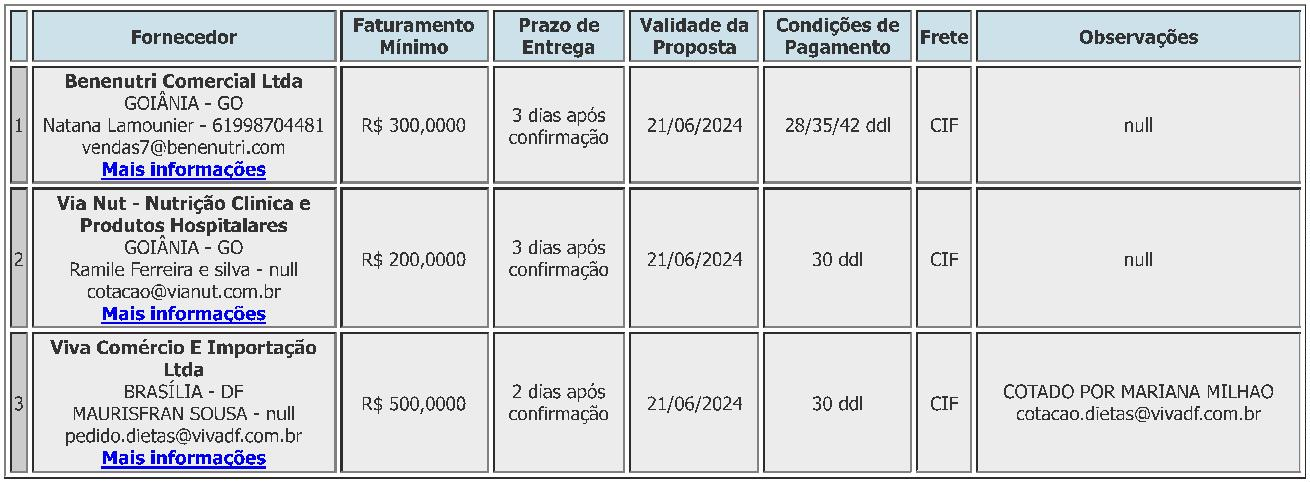 Fornecedor
Faturamento
Mínimo
Prazo de
Entrega
Validade da
Proposta
Condições de
Pagamento
Frete
Observações
1
Benenutri Comercial Ltda
GOIÂNIA - GO
Natana Lamounier - 61998704481
vendas7@benenutri.com
Mais informações
R$ 300,0000
3 dias após
confirmação
21/06/2024
28/35/42 ddl
CIF
null
2
Via Nut - Nutrição Clinica e
Produtos Hospitalares
GOIÂNIA - GO
Ramile Ferreira e silva - null
cotacao@vianut.com.br
Mais informações
R$ 200,0000
3 dias após
confirmação
21/06/2024
30 ddl
CIF
null
3
Viva Comércio E Importação
Ltda
BRASÍLIA - DF
MAURISFRAN SOUSA - null
pedido.dietas@vivadf.com.br
Mais informações
R$ 500,0000
2 dias após
confirmação
21/06/2024
30 ddl
CIF
COTADO POR MARIANA MILHAO
cotacao.dietas@vivadf.com.br